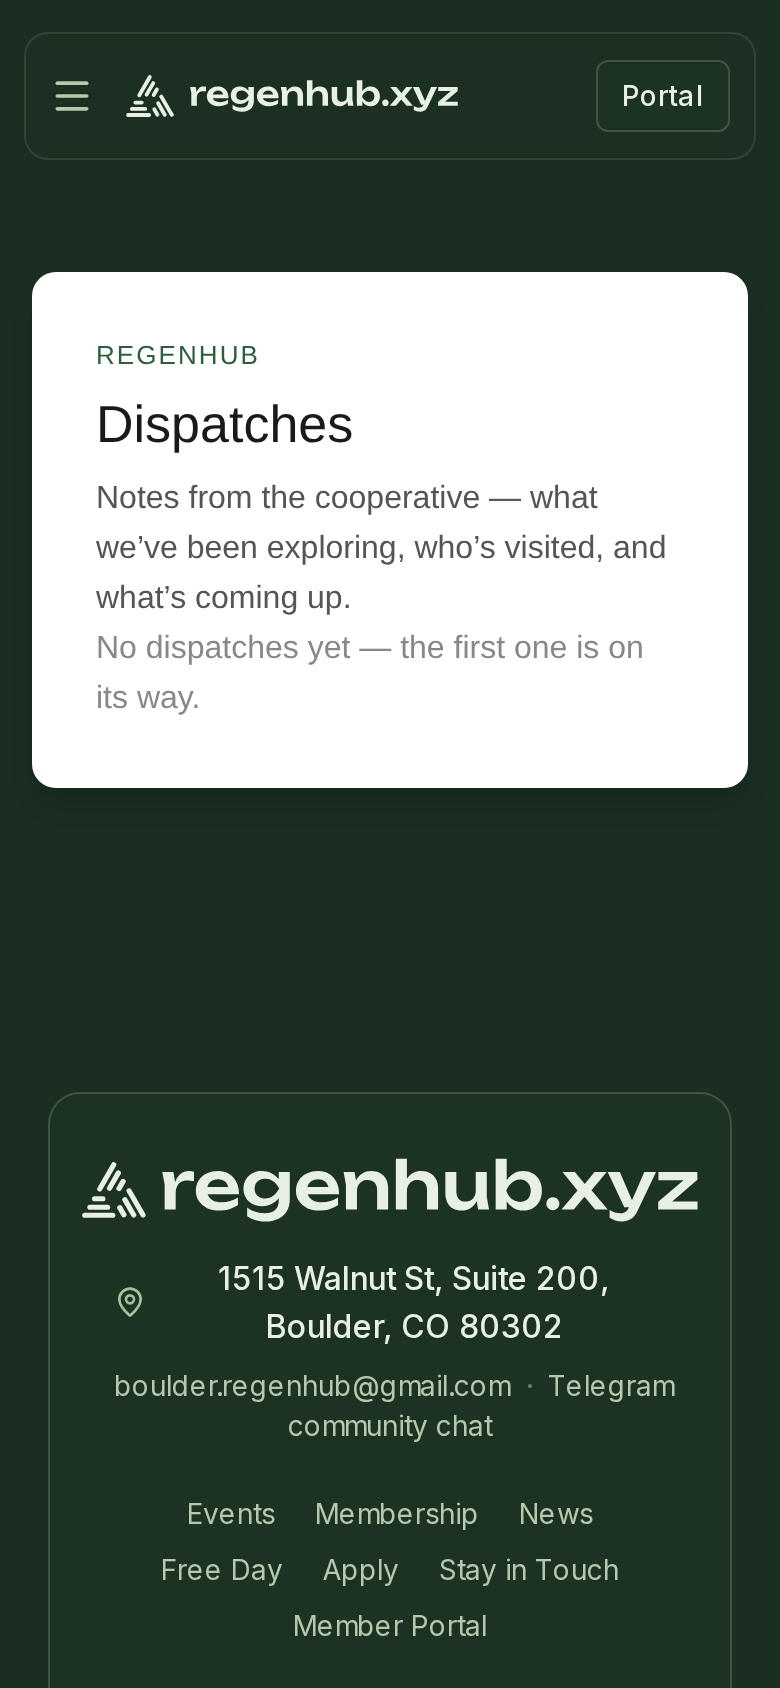 regenhub.xyz
Portal
REGENHUB
Dispatches
Notes from the cooperative — what
we’ve been exploring, who’s visited, and
what’s coming up.
No dispatches yet — the first one is on
its way.
regenhub.xyz
1515 Walnut St, Suite 200,
Boulder, CO 80302
boulder.regenhub@gmail.com · Telegram
community chat
Events Membership News
Free Day Apply Stay in Touch
Member Portal